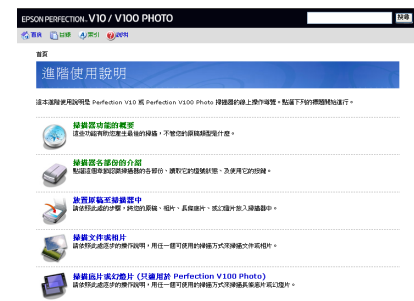 EPSON PERFECTION V10 / V100 PHOTO
搜尋
首頁 目錄 索引 說明
首頁
進階使用說明
這本進階使用說明是 Perfection V10 或 Perfection V100 Photo 掃描器的線上操作導覽。點選下列的標題開始進行。
掃描器功能的概要
這些功能有助您產生最佳的掃描，不管您的原稿類型是什麼。
掃描器各部份的介紹
點選這個章節認識掃描器的各部份、讀取它的燈號狀態、及使用它的按鍵。
放置原稿至掃描器中
請依照此處的步驟，將您的原稿、相片、長條底片、或幻燈片放入掃描器中。
掃描文件或相片
請依照此處逐步的操作說明，用任一個可使用的掃描方式來掃描文件或相片。
掃描底片或幻燈片 (只適用於 Perfection V100 Photo)
請依照此處逐步的操作說明，用任一個可使用的掃描方式來掃描長條底片或幻燈片。